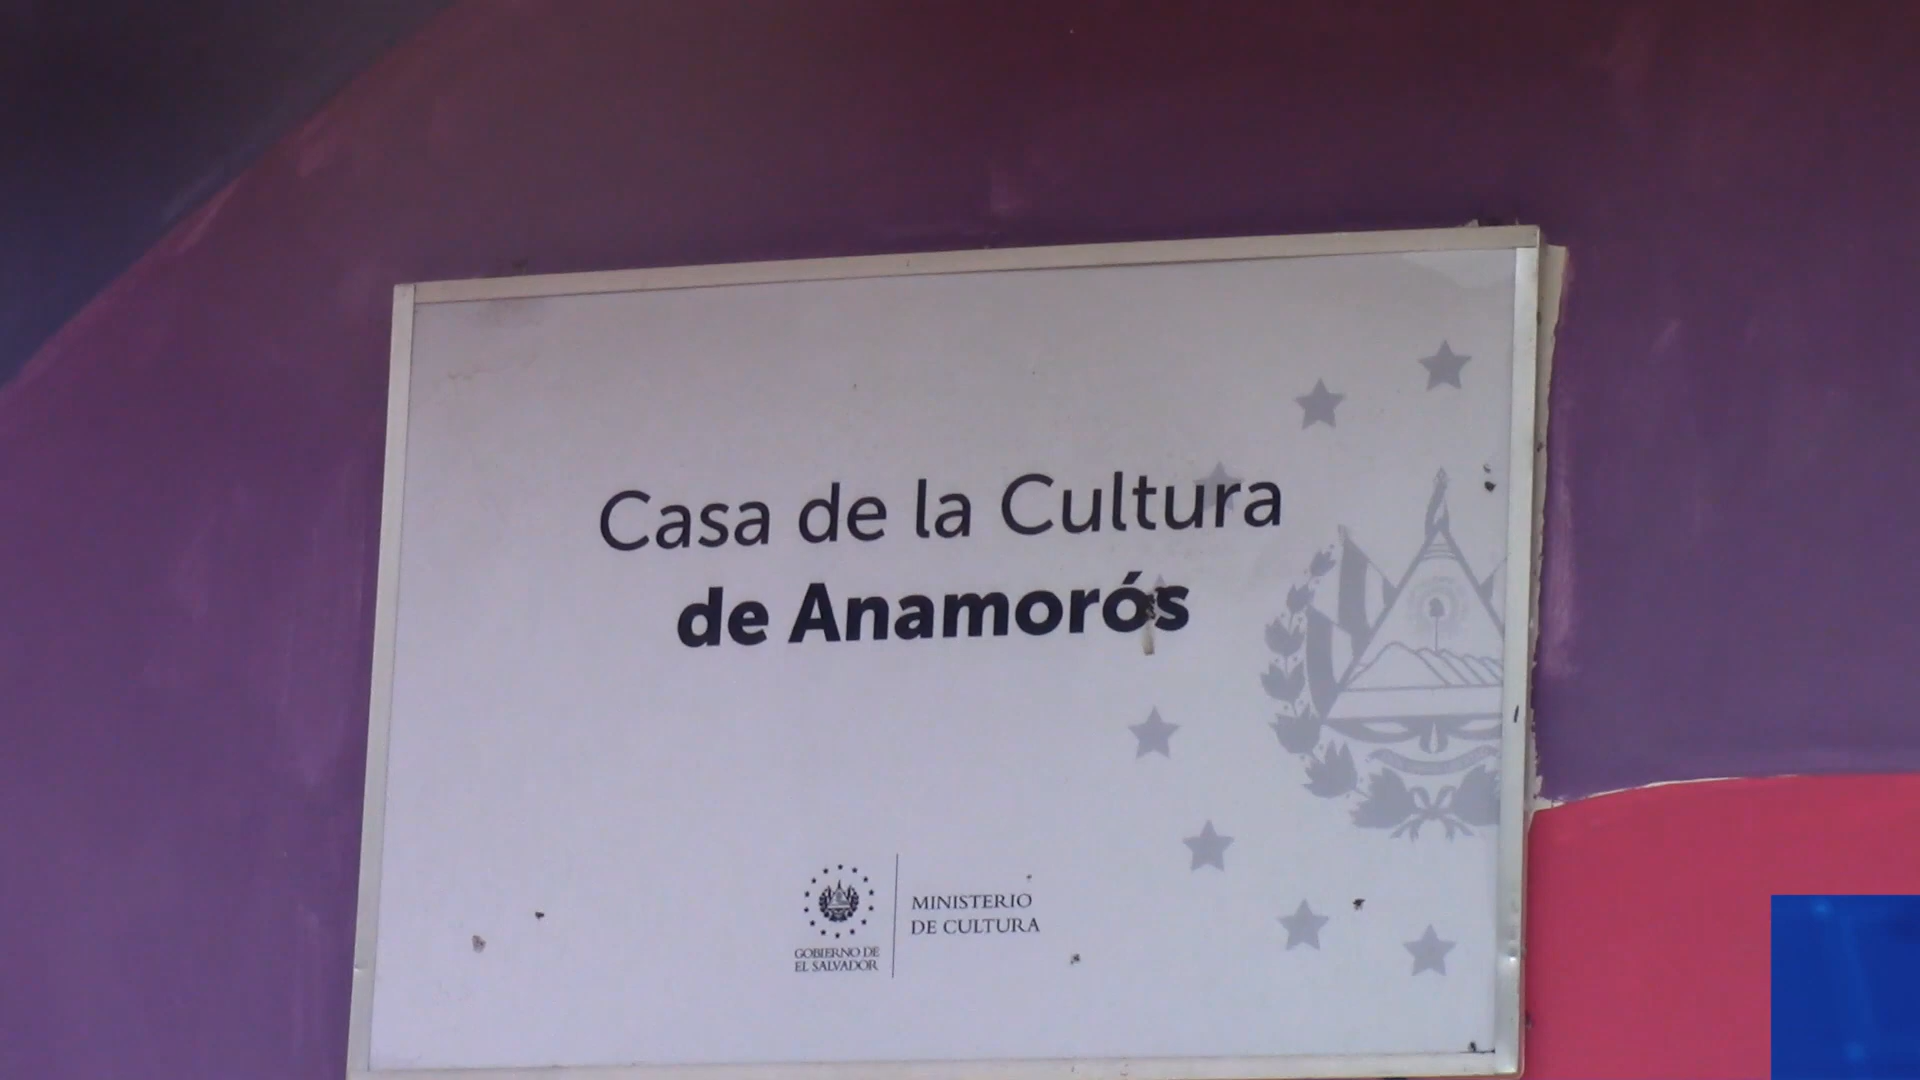 Casa de la Cultura
de Anamorós
GOBIERNO DE
EL SALVADOR
MINISTERIO
DE CULTURA